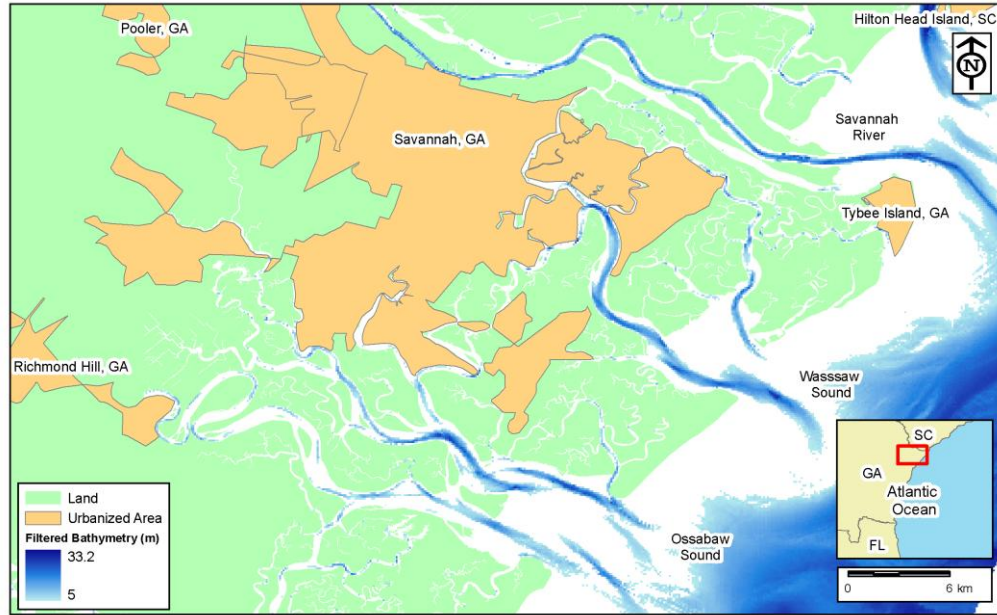 Pooler, GA
Hilton Head Island, SC
N
Savannah, GA
Savannah
River
Tybee Island, GA
Richmond Hill, GA
Wasssaw
Sound
Ossabaw
Sound
Land
Urbanized Area
Filtered Bathymetry (m)
33.2
5
SC
GA
Atlantic
Ocean
FL
0
6 km